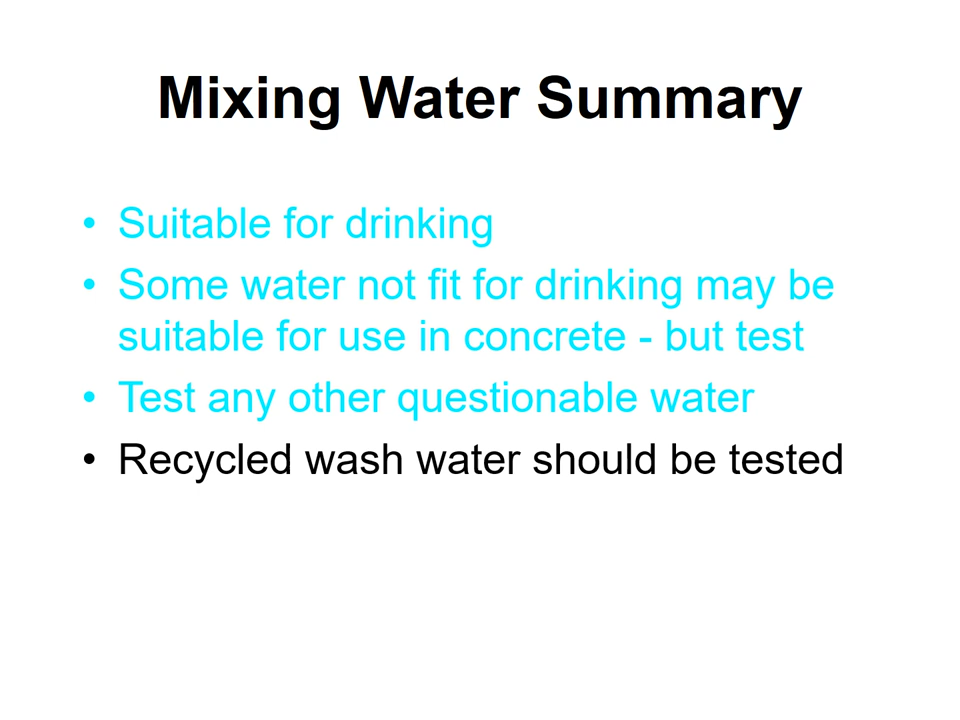 Mixing Water Summary
• Suitable for drinking
• Some water not fit for drinking may be
suitable for use in concrete - but test
• Test any other questionable water
• Recycled wash water should be tested